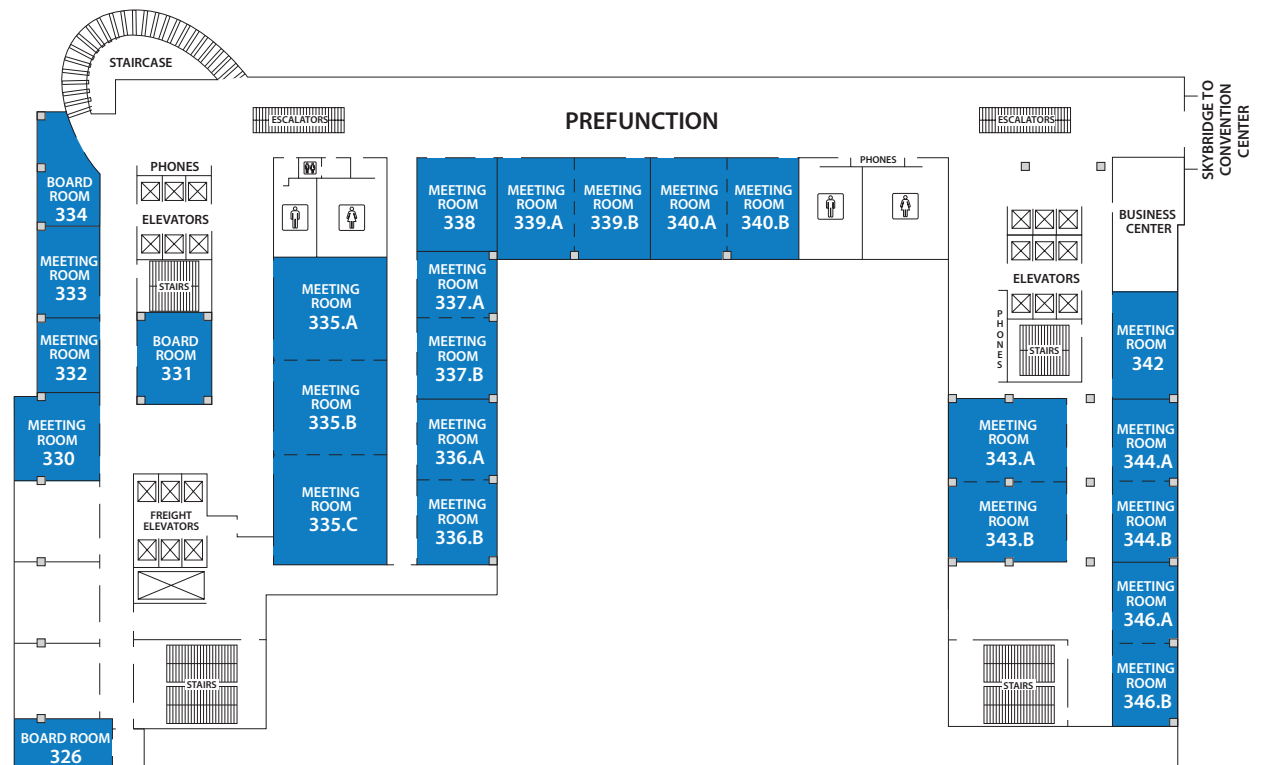 STAIRCASE
ESCALATORS
PREFUNCTION
ESCALATORS
SKYBRIDGE TO
CONVENTION
CENTER
BOARD
ROOM
334
PHONES
ELEVATORS
STAIRS
MEETING
ROOM
333
MEETING
ROOM
332
BOARD
ROOM
331
MEETING
ROOM
330
FREIGHT
ELEVATORS
STAIRS
BOARD ROOM
326
MEETING
ROOM
335.A
MEETING
ROOM
335.B
MEETING
ROOM
335.C
MEETING
ROOM
338
MEETING
ROOM
339.A
MEETING
ROOM
339.B
MEETING
ROOM
340.A
MEETING
ROOM
340.B
MEETING
ROOM
337.A
MEETING
ROOM
337.B
MEETING
ROOM
336.A
MEETING
ROOM
336.B
PHONES
BUSINESS
CENTER
ELEVATORS
PHONES
STAIRS
MEETING
ROOM
342
MEETING
ROOM
343.A
MEETING
ROOM
343.B
MEETING
ROOM
344.A
MEETING
ROOM
344.B
MEETING
ROOM
346.A
MEETING
ROOM
346.B
STAIRS